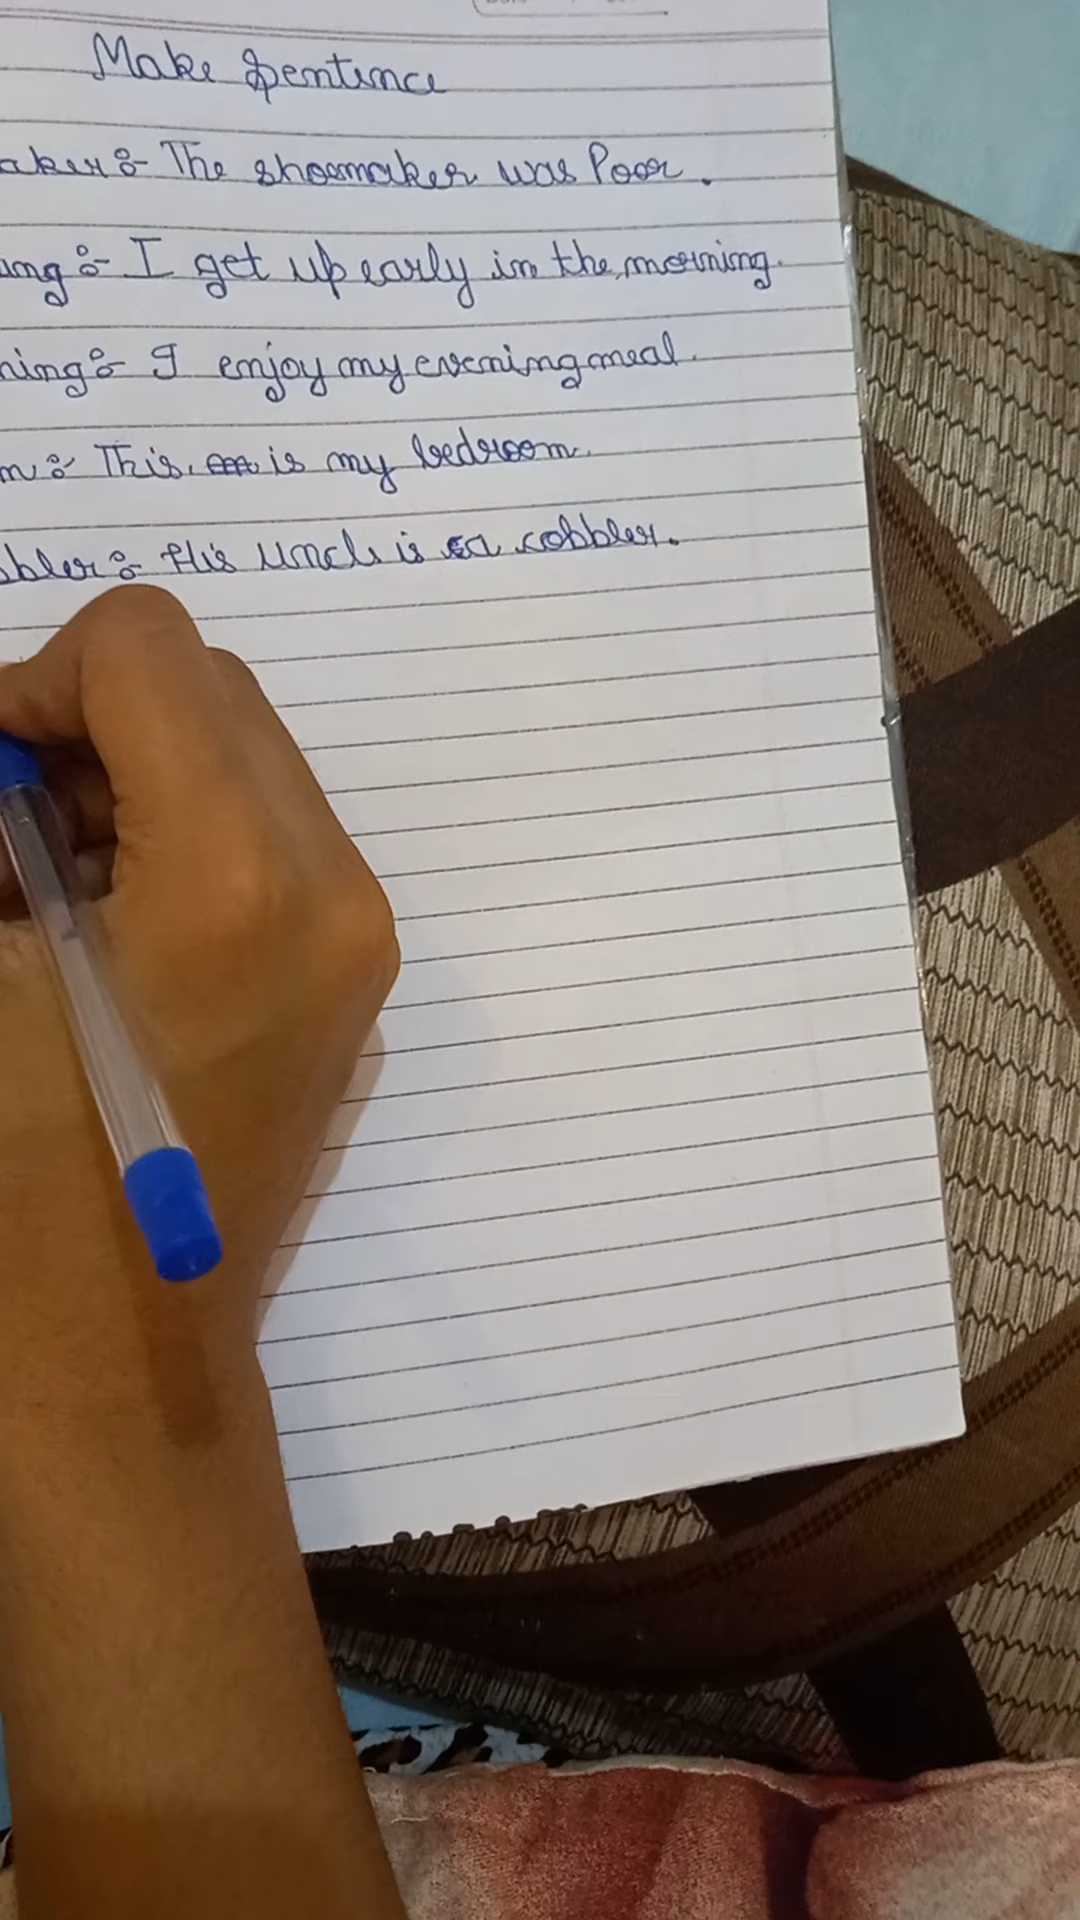 Make Sentence
aker :- The shoemaker was Poor.
ing :- I get up early in the morning.
ning :- I enjoy my evening meal.
m :- This is my bedroom.
bbler :- His Uncle is a cobbler.